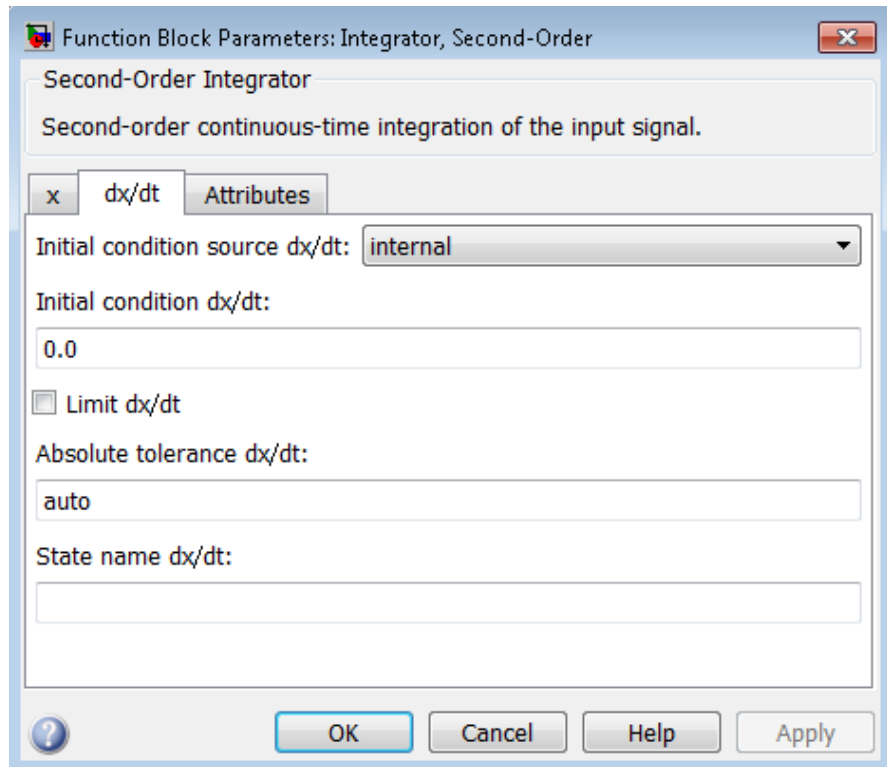 Function Block Parameters: Integrator, Second-Order
Second-Order Integrator
Second-order continuous-time integration of the input signal.
x dx/dt Attributes
Initial condition source dx/dt: internal
Initial condition dx/dt:
0.0
Limit dx/dt
Absolute tolerance dx/dt:
auto
State name dx/dt:
? OK Cancel Help Apply